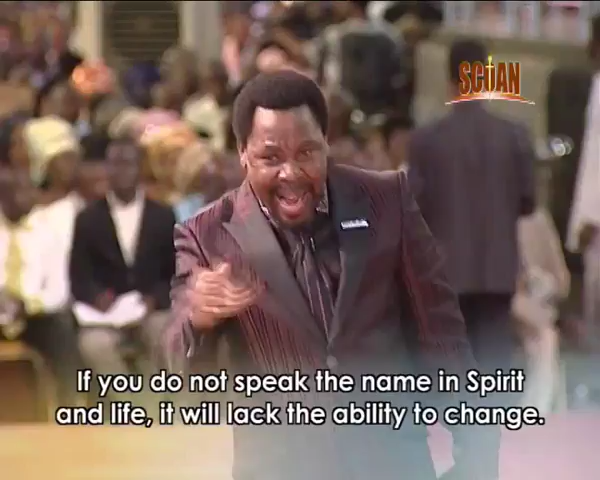 SCOAN
If you do not speak the name in Spirit
and life, it will lack the ability to change.